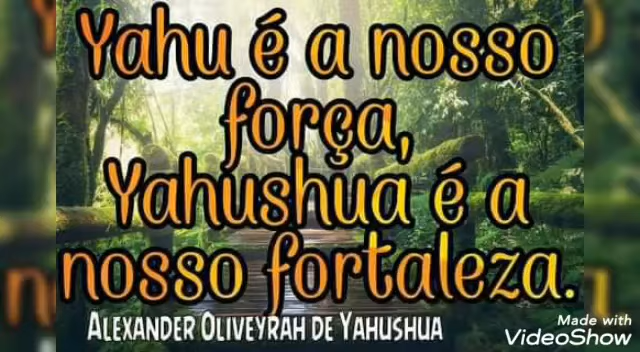 Yahu é a nosso
força,
Yahushua é a
nosso fortaleza.
Alexander Oliveyrah de Yahushua
Made with
VideoShow